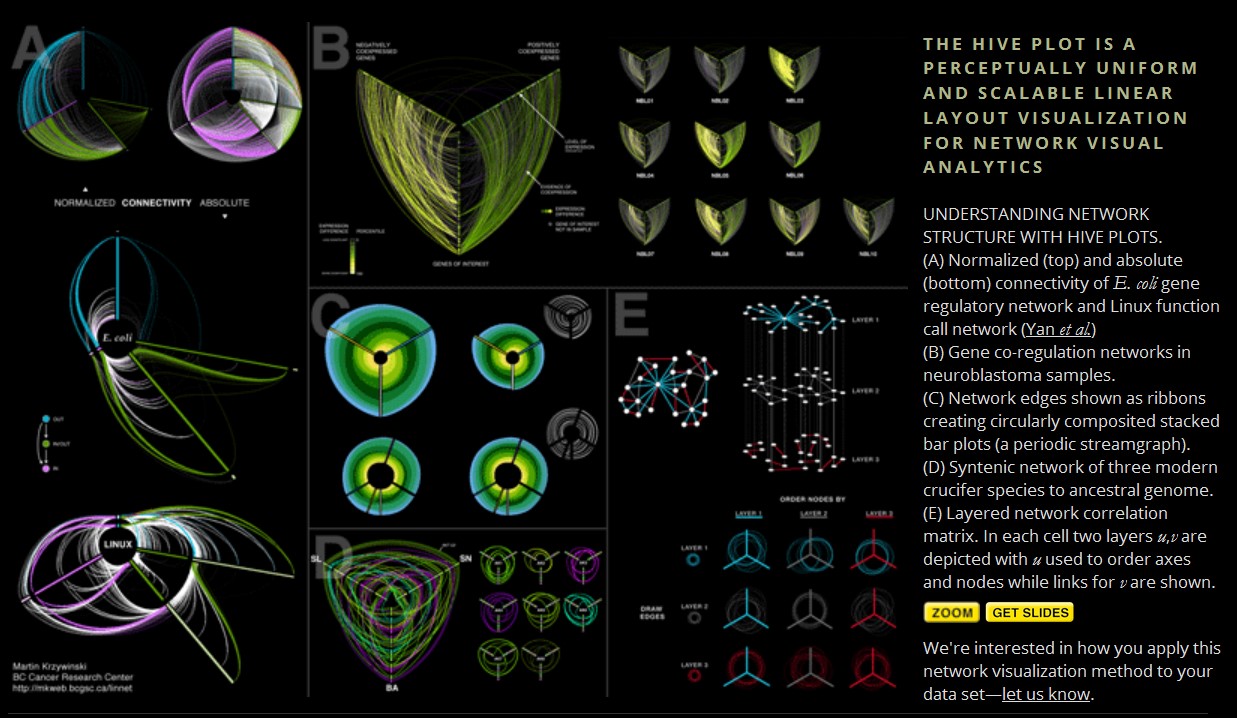 A
NORMALIZED CONNECTIVITY ABSOLUTE
E. coli
OUT
IN/OUT
IN
LINUX
Martin Krzywinski
BC Cancer Research Center
http://mkweb.bcgsc.ca/linnet
B
NEGATIVELY
COEXPRESSED
GENES
POSITIVELY
COEXPRESSED
GENES
LEVEL OF
EXPRESSION
EVIDENCE OF
COEXPRESSION
EXPRESSION
DIFFERENCE
GENE OF INTEREST
NOT IN SAMPLE
EXPRESSION
DIFFERENCE PERCENTILE
GENES OF INTEREST
NBL01 NBL02 NBL03
NBL04 NBL05 NBL06
NBL07 NBL08 NBL09 NBL10
C
D
SL
SN
BA
E
LAYER 1
LAYER 2
LAYER 3
ORDER NODES BY
LAYER 1 LAYER 2 LAYER 3
LAYER 1
DRAW
EDGES
LAYER 2
LAYER 3
THE HIVE PLOT IS A
PERCEPTUALLY UNIFORM
AND SCALABLE LINEAR
LAYOUT VISUALIZATION
FOR NETWORK VISUAL
ANALYTICS
UNDERSTANDING NETWORK
STRUCTURE WITH HIVE PLOTS.
(A) Normalized (top) and absolute
(bottom) connectivity of E. coli gene
regulatory network and Linux function
call network (Yan et al.)
(B) Gene co-regulation networks in
neuroblastoma samples.
(C) Network edges shown as ribbons
creating circularly composited stacked
bar plots (a periodic streamgraph).
(D) Syntenic network of three modern
crucifer species to ancestral genome.
(E) Layered network correlation
matrix. In each cell two layers u,v are
depicted with u used to order axes
and nodes while links for v are shown.
ZOOM GET SLIDES
We're interested in how you apply this
network visualization method to your
data set—let us know.